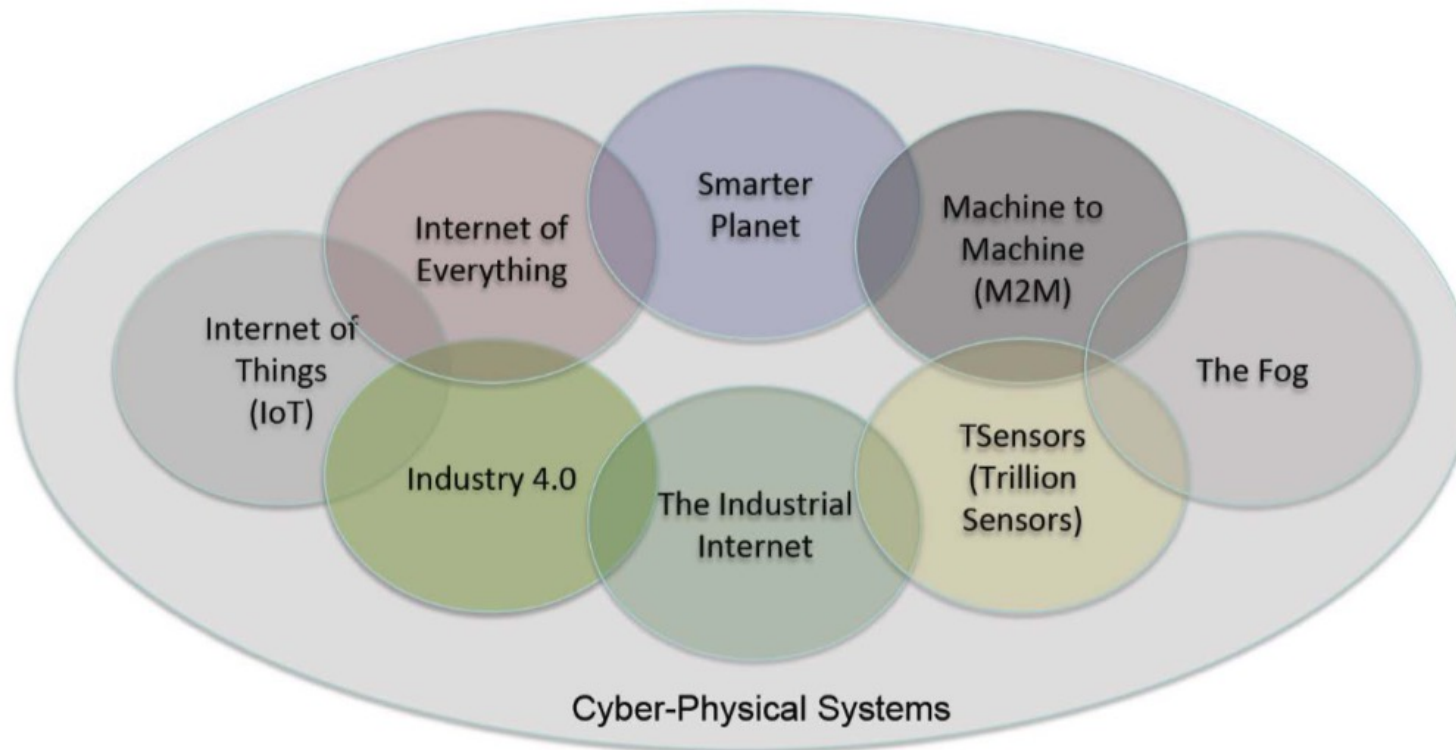 Smarter
Planet
Internet of
Everything
Machine to
Machine
(M2M)
Internet of
Things
(IoT)
The Fog
Industry 4.0
The Industrial
Internet
TSensors
(Trillion
Sensors)
Cyber-Physical Systems